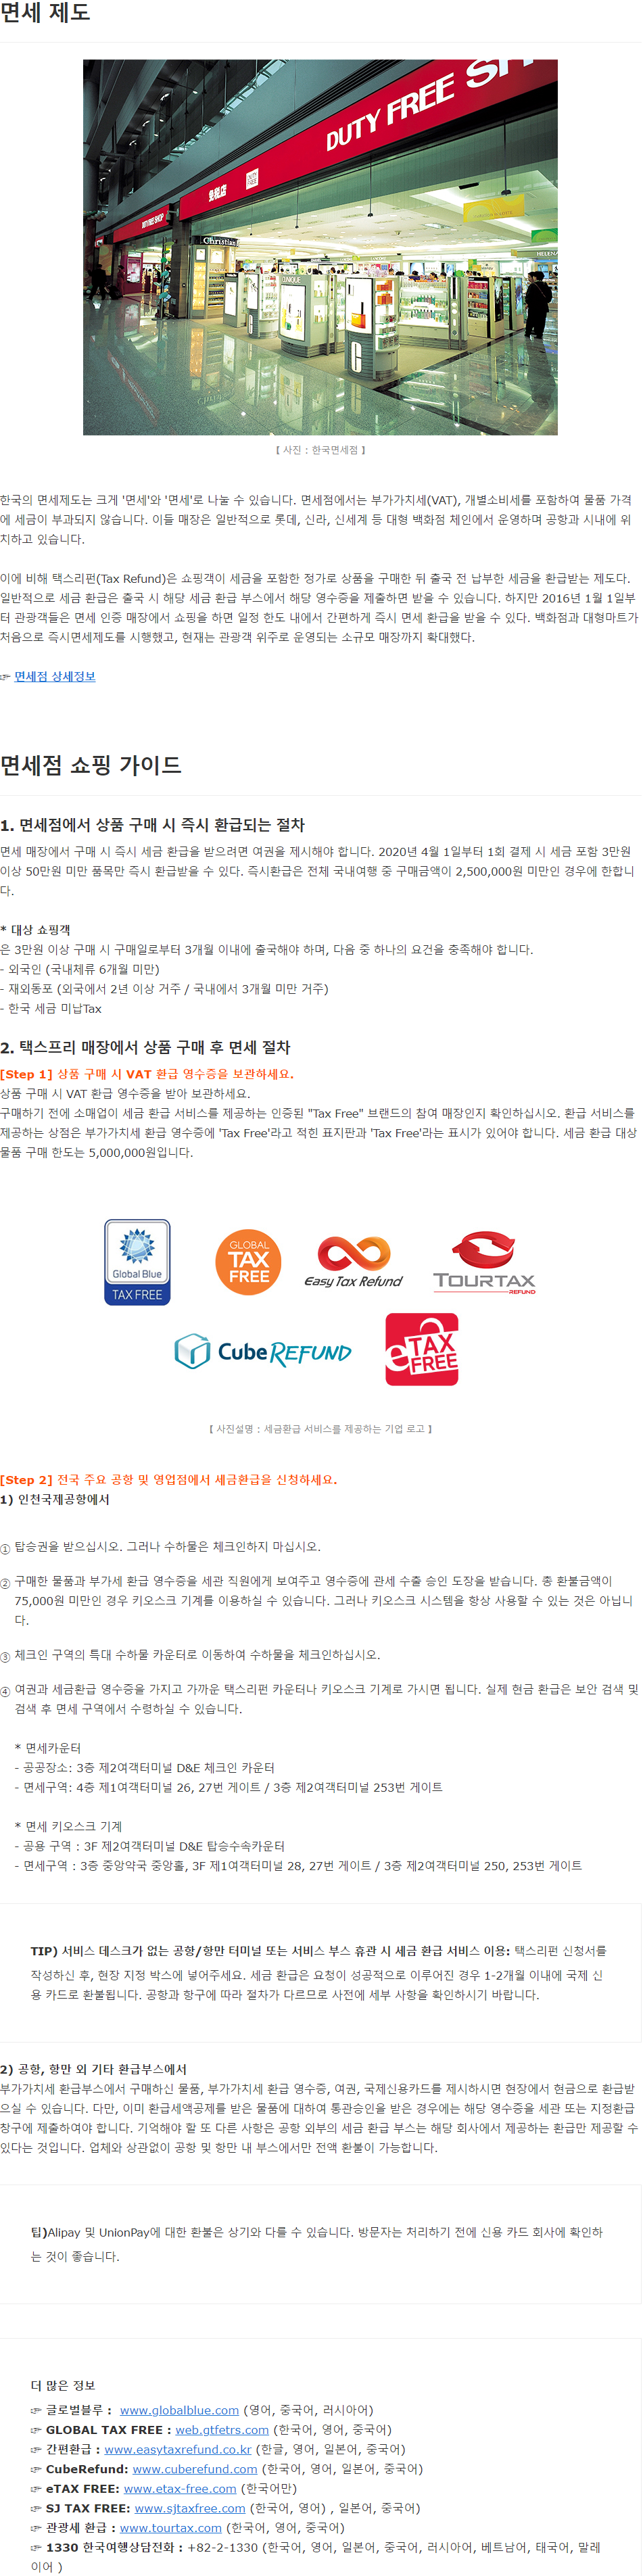 면세 제도
DUTY FREE SHO
免稅店
DUTY FREE
DUTY FREE SHOP
Christian
CLINIQUE
HELENA
【 사진 : 한국면세점 】
한국의 면세제도는 크게 '면세'와 '면세'로 나눌 수 있습니다. 면세점에서는 부가가치세(VAT), 개별소비세를 포함하여 물품 가격
에 세금이 부과되지 않습니다. 이들 매장은 일반적으로 롯데, 신라, 신세계 등 대형 백화점 체인에서 운영하며 공항과 시내에 위
치하고 있습니다.
이에 비해 택스리펀(Tax Refund)은 쇼핑객이 세금을 포함한 정가로 상품을 구매한 뒤 출국 전 납부한 세금을 환급받는 제도다.
일반적으로 세금 환급은 출국 시 해당 세금 환급 부스에서 해당 영수증을 제출하면 받을 수 있습니다. 하지만 2016년 1월 1일부
터 관광객들은 면세 인증 매장에서 쇼핑을 하면 일정 한도 내에서 간편하게 즉시 면세 환급을 받을 수 있다. 백화점과 대형마트가
처음으로 즉시면세제도를 시행했고, 현재는 관광객 위주로 운영되는 소규모 매장까지 확대했다.
☞ 면세점 상세정보
면세점 쇼핑 가이드
1. 면세점에서 상품 구매 시 즉시 환급되는 절차
면세 매장에서 구매 시 즉시 세금 환급을 받으려면 여권을 제시해야 합니다. 2020년 4월 1일부터 1회 결제 시 세금 포함 3만원
이상 50만원 미만 품목만 즉시 환급받을 수 있다. 즉시환급은 전체 국내여행 중 구매금액이 2,500,000원 미만인 경우에 한합니
다.
* 대상 쇼핑객
은 3만원 이상 구매 시 구매일로부터 3개월 이내에 출국해야 하며, 다음 중 하나의 요건을 충족해야 합니다.
- 외국인 (국내체류 6개월 미만)
- 재외동포 (외국에서 2년 이상 거주 / 국내에서 3개월 미만 거주)
- 한국 세금 미납Tax
2. 택스프리 매장에서 상품 구매 후 면세 절차
[Step 1] 상품 구매 시 VAT 환급 영수증을 보관하세요.
상품 구매 시 VAT 환급 영수증을 받아 보관하세요.
구매하기 전에 소매업이 세금 환급 서비스를 제공하는 인증된 "Tax Free" 브랜드의 참여 매장인지 확인하십시오. 환급 서비스를
제공하는 상점은 부가가치세 환급 영수증에 'Tax Free'라고 적힌 표지판과 'Tax Free'라는 표시가 있어야 합니다. 세금 환급 대상
물품 구매 한도는 5,000,000원입니다.
Global Blue
TAX FREE
GLOBAL
TAX
FREE
Easy Tax Refund
TOURTAX
REFUND
Cube REFUND
eTAX
FREE
【 사진설명 : 세금환급 서비스를 제공하는 기업 로고 】
[Step 2] 전국 주요 공항 및 영업점에서 세금환급을 신청하세요.
1) 인천국제공항에서
① 탑승권을 받으십시오. 그러나 수하물은 체크인하지 마십시오.
② 구매한 물품과 부가세 환급 영수증을 세관 직원에게 보여주고 영수증에 관세 수출 승인 도장을 받습니다. 총 환불금액이
75,000원 미만인 경우 키오스크 기계를 이용하실 수 있습니다. 그러나 키오스크 시스템을 항상 사용할 수 있는 것은 아닙니
다.
③ 체크인 구역의 특대 수하물 카운터로 이동하여 수하물을 체크인하십시오.
④ 여권과 세금환급 영수증을 가지고 가까운 택스리펀 카운터나 키오스크 기계로 가시면 됩니다. 실제 현금 환급은 보안 검색 및
검색 후 면세 구역에서 수령하실 수 있습니다.
* 면세카운터
- 공공장소: 3층 제2여객터미널 D&E 체크인 카운터
- 면세구역: 4층 제1여객터미널 26, 27번 게이트 / 3층 제2여객터미널 253번 게이트
* 면세 키오스크 기계
- 공용 구역 : 3F 제2여객터미널 D&E 탑승수속카운터
- 면세구역 : 3층 중앙약국 중앙홀, 3F 제1여객터미널 28, 27번 게이트 / 3층 제2여객터미널 250, 253번 게이트
TIP) 서비스 데스크가 없는 공항/항만 터미널 또는 서비스 부스 휴관 시 세금 환급 서비스 이용: 택스리펀 신청서를
작성하신 후, 현장 지정 박스에 넣어주세요. 세금 환급은 요청이 성공적으로 이루어진 경우 1-2개월 이내에 국제 신
용 카드로 환불됩니다. 공항과 항구에 따라 절차가 다르므로 사전에 세부 사항을 확인하시기 바랍니다.
2) 공항, 항만 외 기타 환급부스에서
부가가치세 환급부스에서 구매하신 물품, 부가가치세 환급 영수증, 여권, 국제신용카드를 제시하시면 현장에서 현금으로 환급받
으실 수 있습니다. 다만, 이미 환급세액공제를 받은 물품에 대하여 통관승인을 받은 경우에는 해당 영수증을 세관 또는 지정환급
창구에 제출하여야 합니다. 기억해야 할 또 다른 사항은 공항 외부의 세금 환급 부스는 해당 회사에서 제공하는 환급만 제공할 수
있다는 것입니다. 업체와 상관없이 공항 및 항만 내 부스에서만 전액 환불이 가능합니다.
팁)Alipay 및 UnionPay에 대한 환불은 상기와 다를 수 있습니다. 방문자는 처리하기 전에 신용 카드 회사에 확인하
는 것이 좋습니다.
더 많은 정보
☞ 글로벌블루 : www.globalblue.com (영어, 중국어, 러시아어)
☞ GLOBAL TAX FREE : web.gtfetrs.com (한국어, 영어, 중국어)
☞ 간편환급 : www.easytaxrefund.co.kr (한글, 영어, 일본어, 중국어)
☞ CubeRefund: www.cuberefund.com (한국어, 영어, 일본어, 중국어)
☞ eTAX FREE: www.etax-free.com (한국어만)
☞ SJ TAX FREE: www.sjtaxfree.com (한국어, 영어) , 일본어, 중국어)
☞ 관광세 환급 : www.tourtax.com (한국어, 영어, 중국어)
☞ 1330 한국여행상담전화 : +82-2-1330 (한국어, 영어, 일본어, 중국어, 러시아어, 베트남어, 태국어, 말레
이어 )